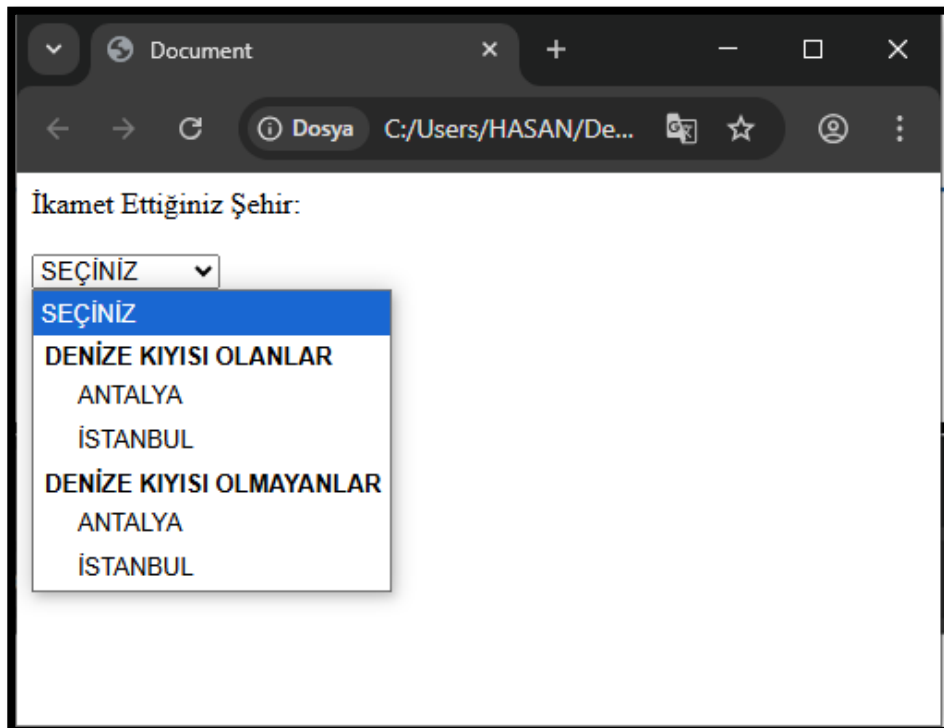 Document
Dosya C:/Users/HASAN/De...
İkamet Ettiğiniz Şehir:
SEÇİNİZ
SEÇİNİZ
DENİZE KIYISI OLANLAR
ANTALYA
İSTANBUL
DENİZE KIYISI OLMAYANLAR
ANTALYA
İSTANBUL